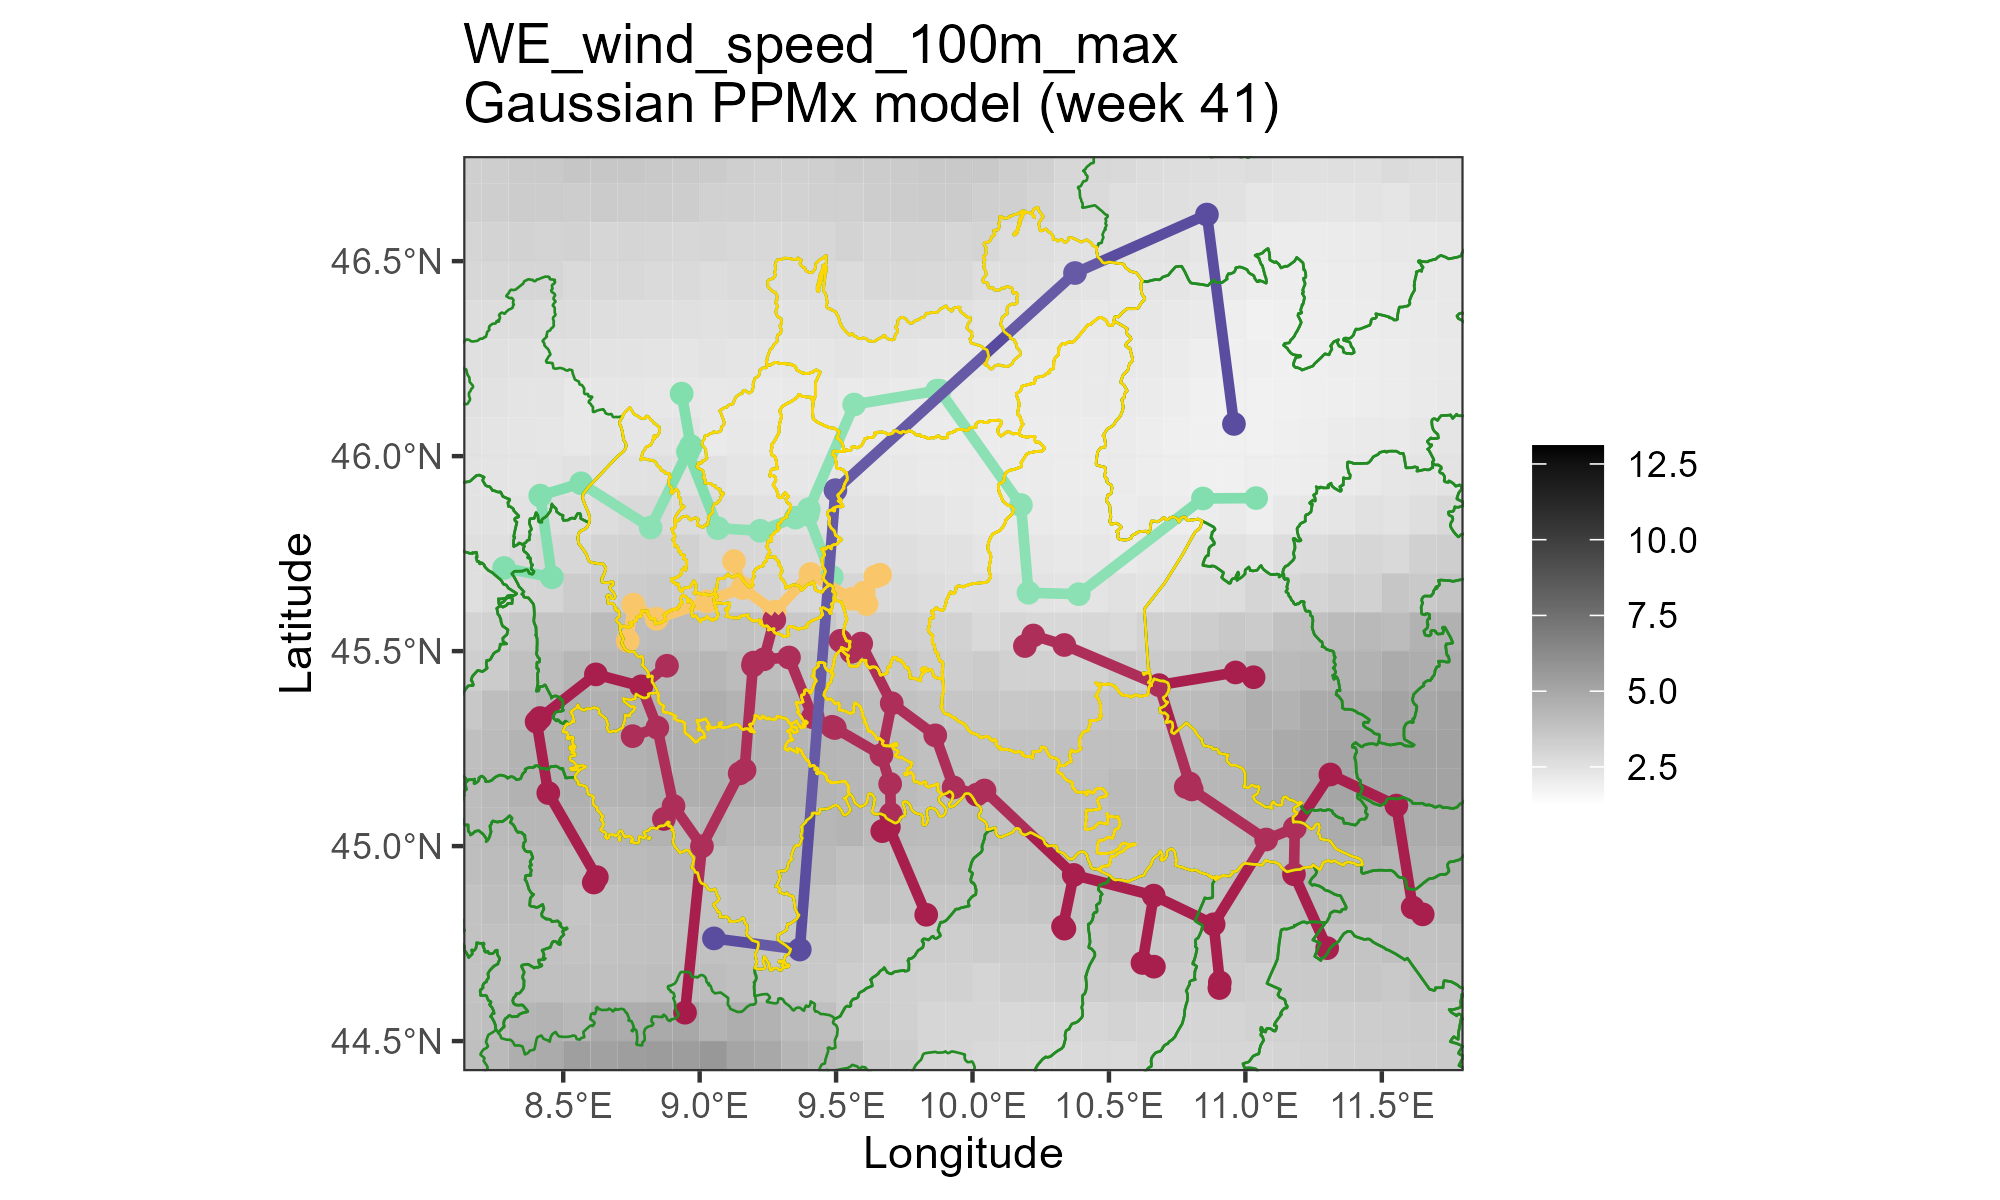 WE_wind_speed_100m_max
Gaussian PPMx model (week 41)
46.5°N
46.0°N
45.5°N
45.0°N
44.5°N
Latitude
8.5°E 9.0°E 9.5°E 10.0°E 10.5°E 11.0°E 11.5°E
Longitude
12.5
10.0
7.5
5.0
2.5